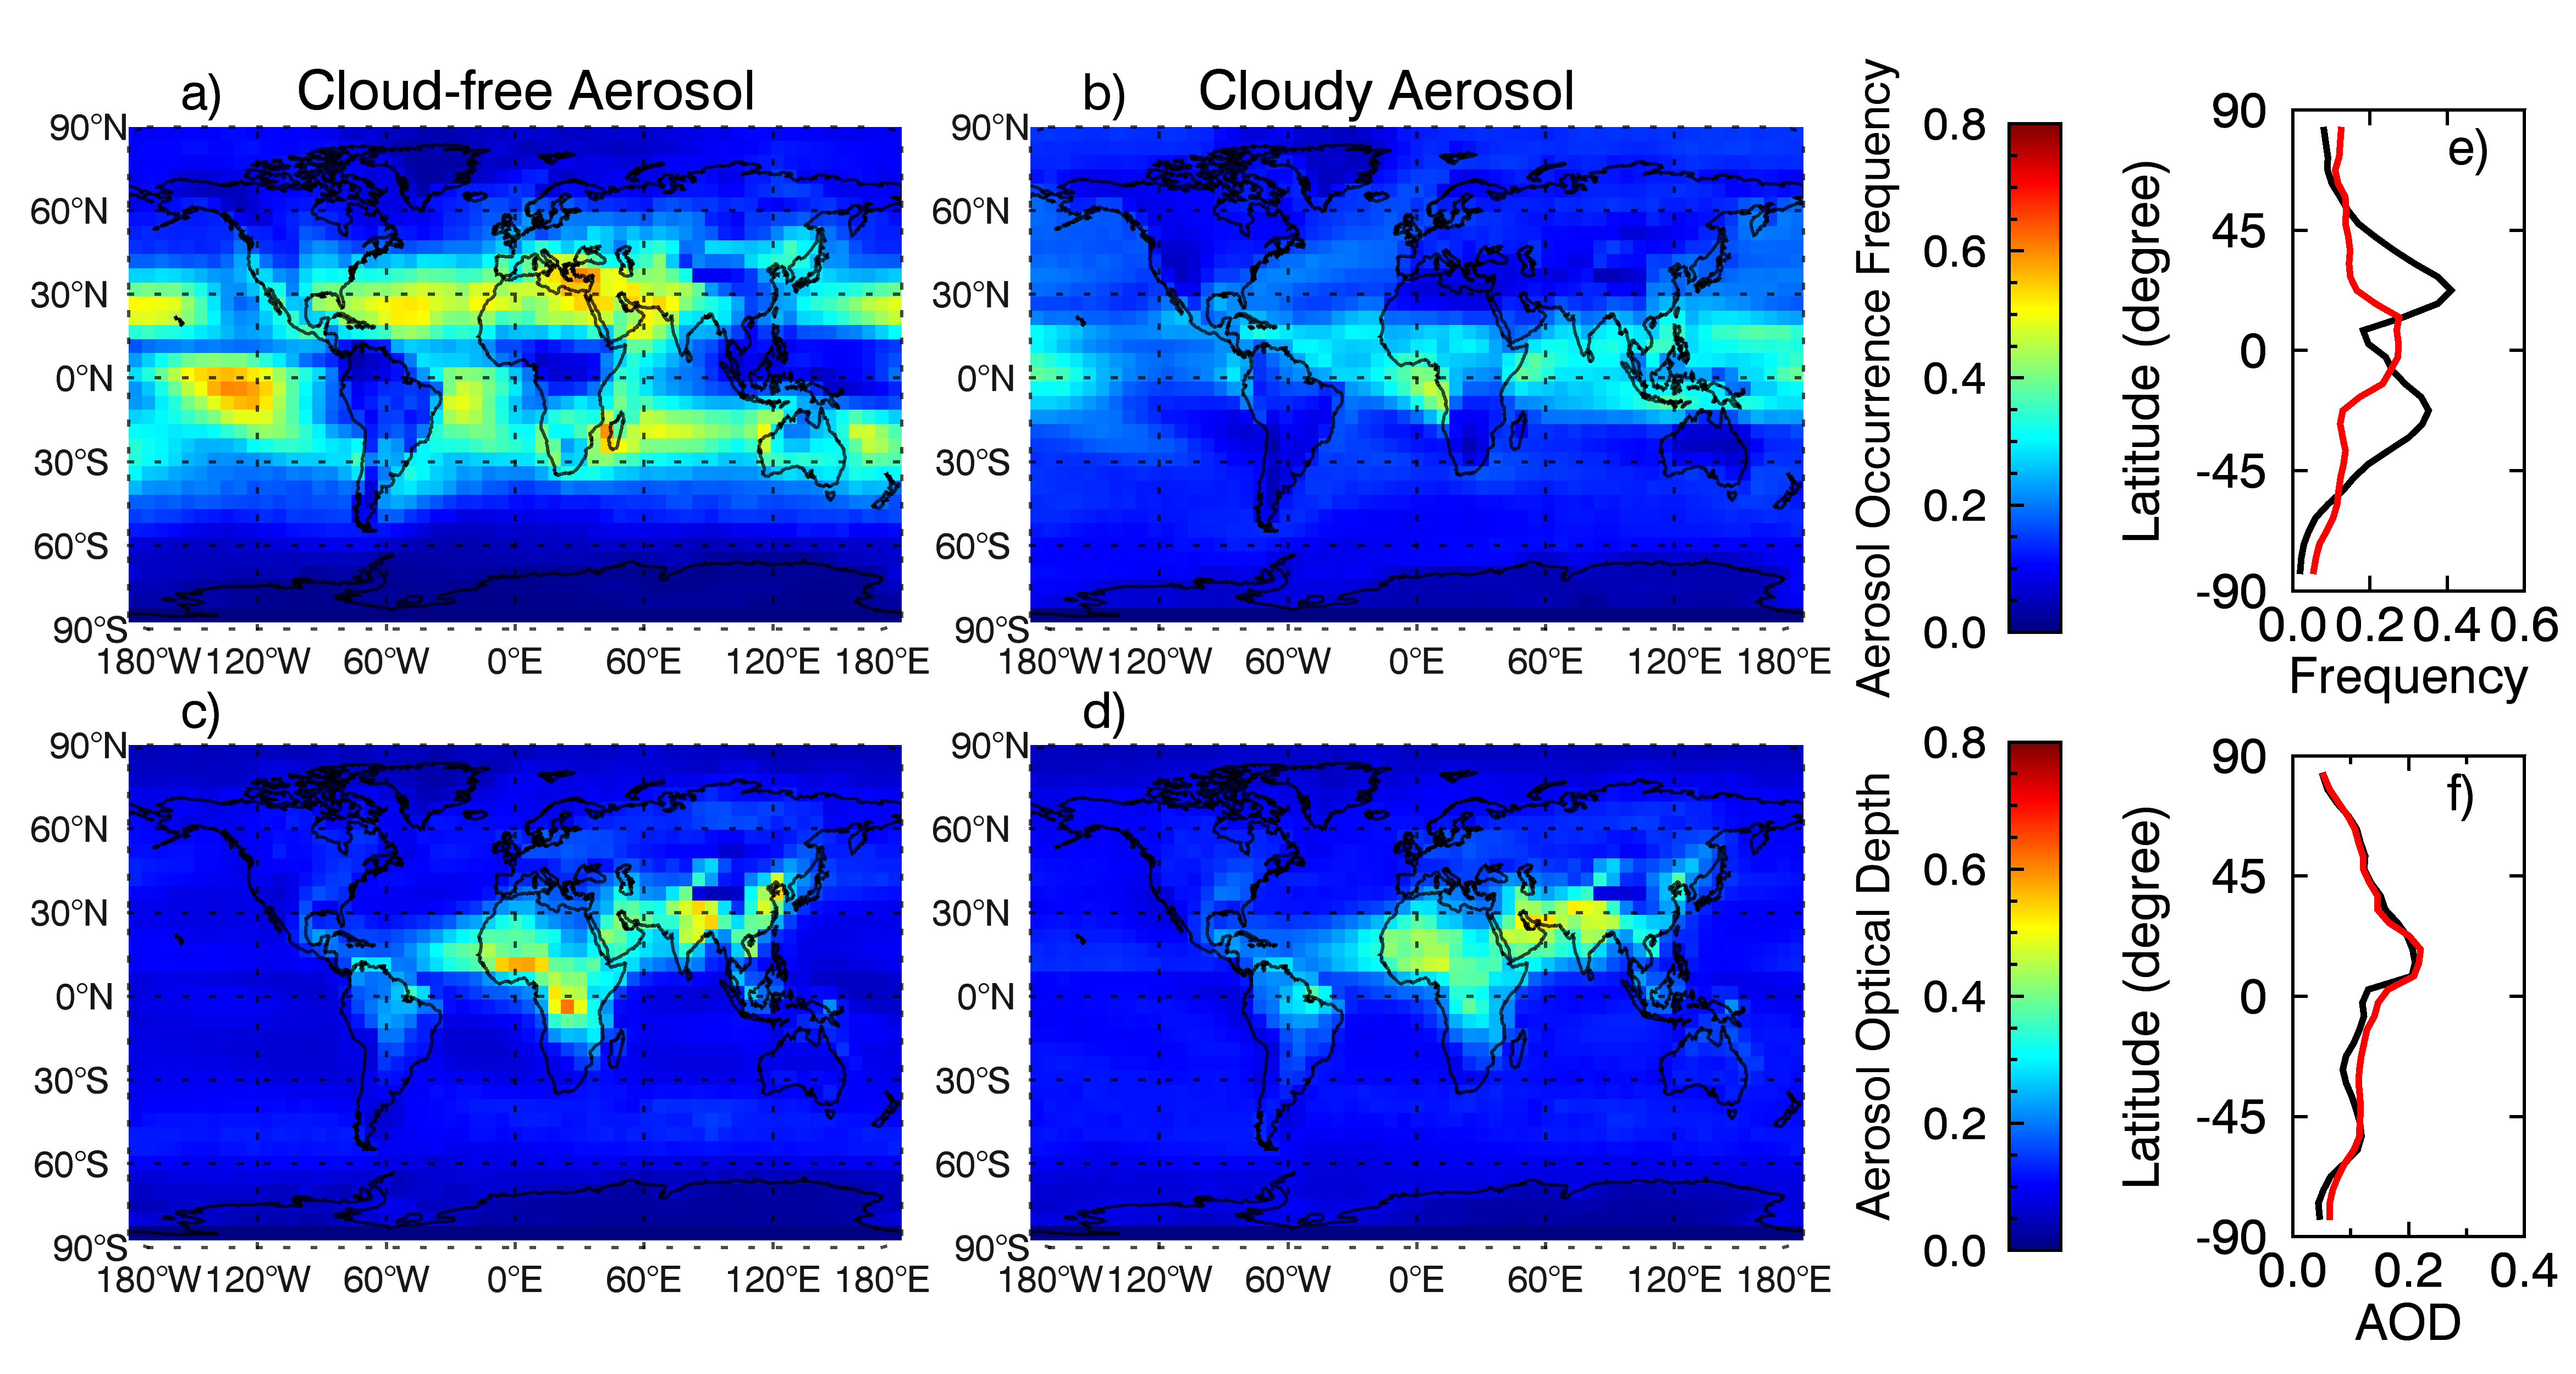 a) Cloud-free Aerosol
90°N
60°N
30°N
0°N
30°S
60°S
90°S
180°W 120°W 60°W 0°E 60°E 120°E 180°E
b) Cloudy Aerosol
90°N
60°N
30°N
0°N
30°S
60°S
90°S
180°W 120°W 60°W 0°E 60°E 120°E 180°E
Aerosol Occurrence Frequency
0.8
0.6
0.4
0.2
0.0
e)
Latitude (degree)
90
45
0
-45
-90
0.0 0.2 0.4 0.6
Frequency
c)
90°N
60°N
30°N
0°N
30°S
60°S
90°S
180°W 120°W 60°W 0°E 60°E 120°E 180°E
d)
90°N
60°N
30°N
0°N
30°S
60°S
90°S
180°W 120°W 60°W 0°E 60°E 120°E 180°E
Aerosol Optical Depth
0.8
0.6
0.4
0.2
0.0
f)
Latitude (degree)
90
45
0
-45
-90
0.0 0.2 0.4
AOD